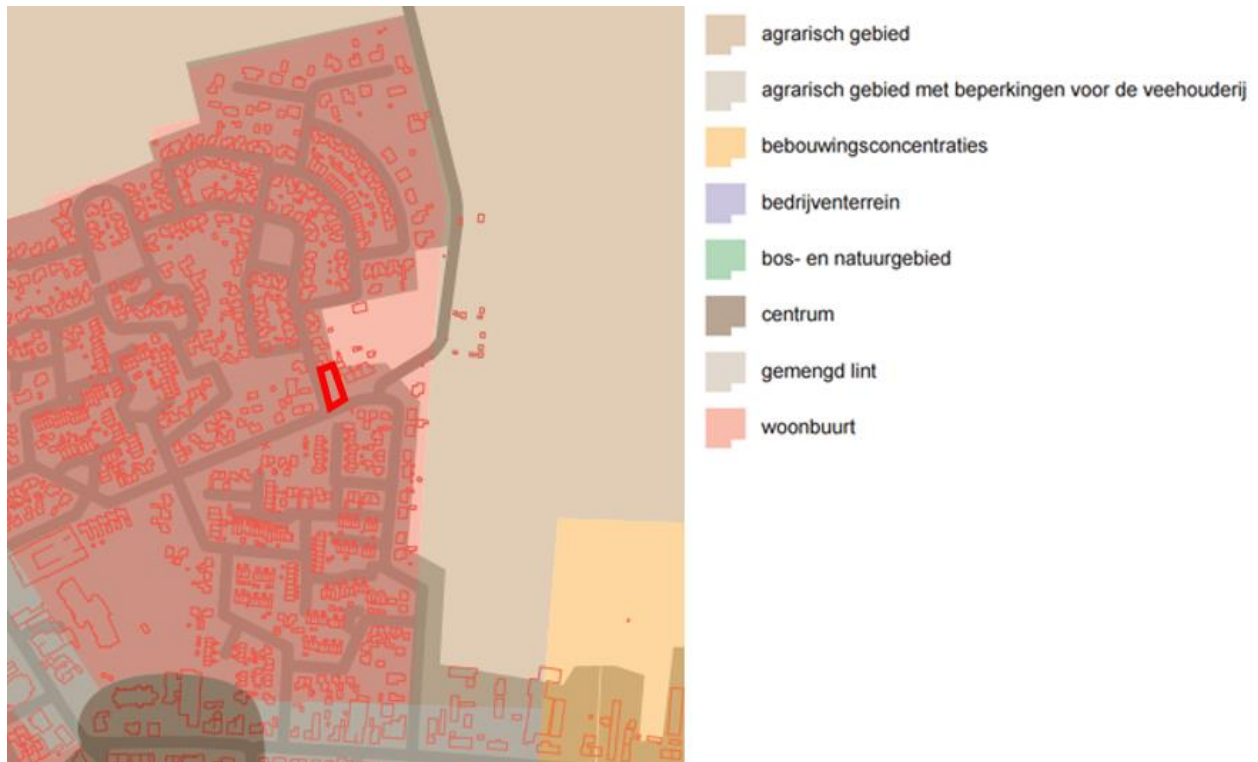 agrarisch gebied
agrarisch gebied met beperkingen voor de veehouderij
bebouwingsconcentraties
bedrijventerrein
bos- en natuurgebied
centrum
gemengd lint
woonbuurt